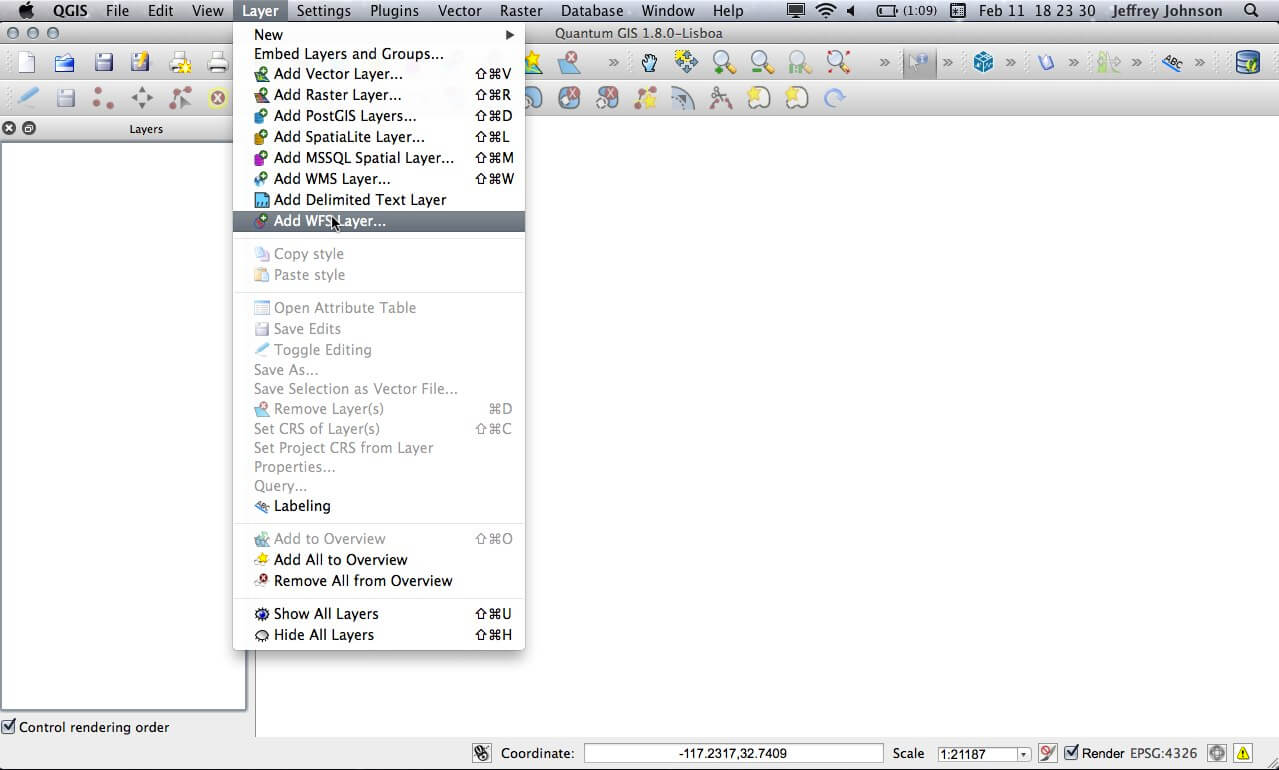 QGIS File Edit View Layer Settings Plugins Vector Raster Database Window Help (1:09) Feb 11 18 23 30 Jeffrey Johnson
Quantum GIS 1.8.0-Lisboa
New
Embed Layers and Groups...
Add Vector Layer... ⇧⌘V
Add Raster Layer... ⇧⌘R
Add PostGIS Layers... ⇧⌘D
Add SpatiaLite Layer... ⇧⌘L
Add MSSQL Spatial Layer... ⇧⌘M
Add WMS Layer... ⇧⌘W
Add Delimited Text Layer
Add WFS Layer...
Copy style
Paste style
Open Attribute Table
Save Edits
Toggle Editing
Save As...
Save Selection as Vector File...
Remove Layer(s) ⌘D
Set CRS of Layer(s) ⇧⌘C
Set Project CRS from Layer
Properties...
Query...
Labeling
Add to Overview ⇧⌘O
Add All to Overview
Remove All from Overview
Show All Layers ⇧⌘U
Hide All Layers ⇧⌘H
Layers
ABC
Control rendering order
Coordinate: -117.2317,32.7409 Scale 1:21187 Render EPSG:4326